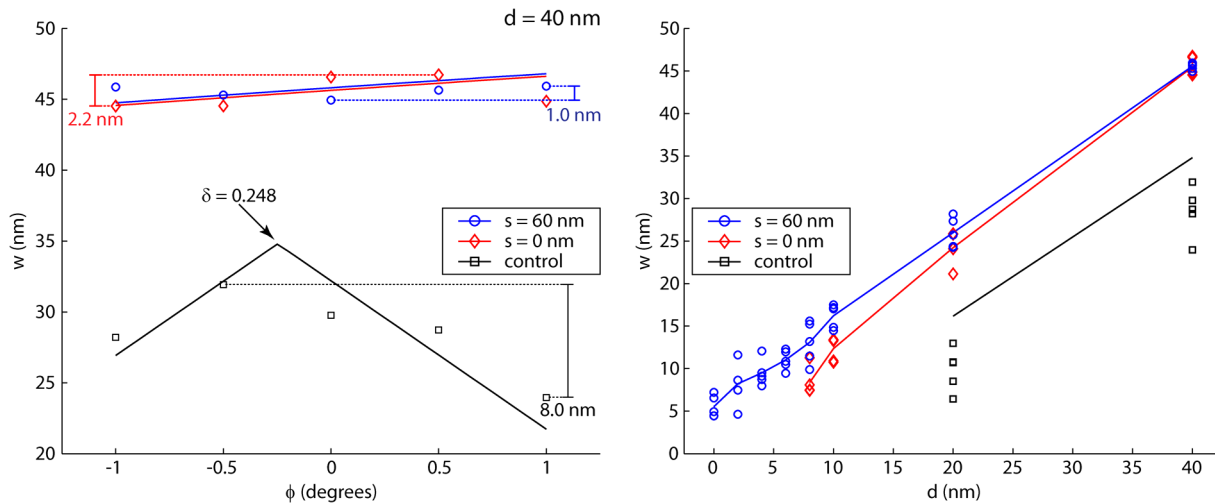 d = 40 nm
50
45
40
35
30
25
20
w (nm)
2.2 nm
1.0 nm
δ = 0.248
s = 60 nm
s = 0 nm
control
8.0 nm
-1
-0.5
0
0.5
1
ϕ (degrees)
50
45
40
35
30
25
20
15
10
5
0
w (nm)
s = 60 nm
s = 0 nm
control
0
5
10
15
20
25
30
35
40
d (nm)